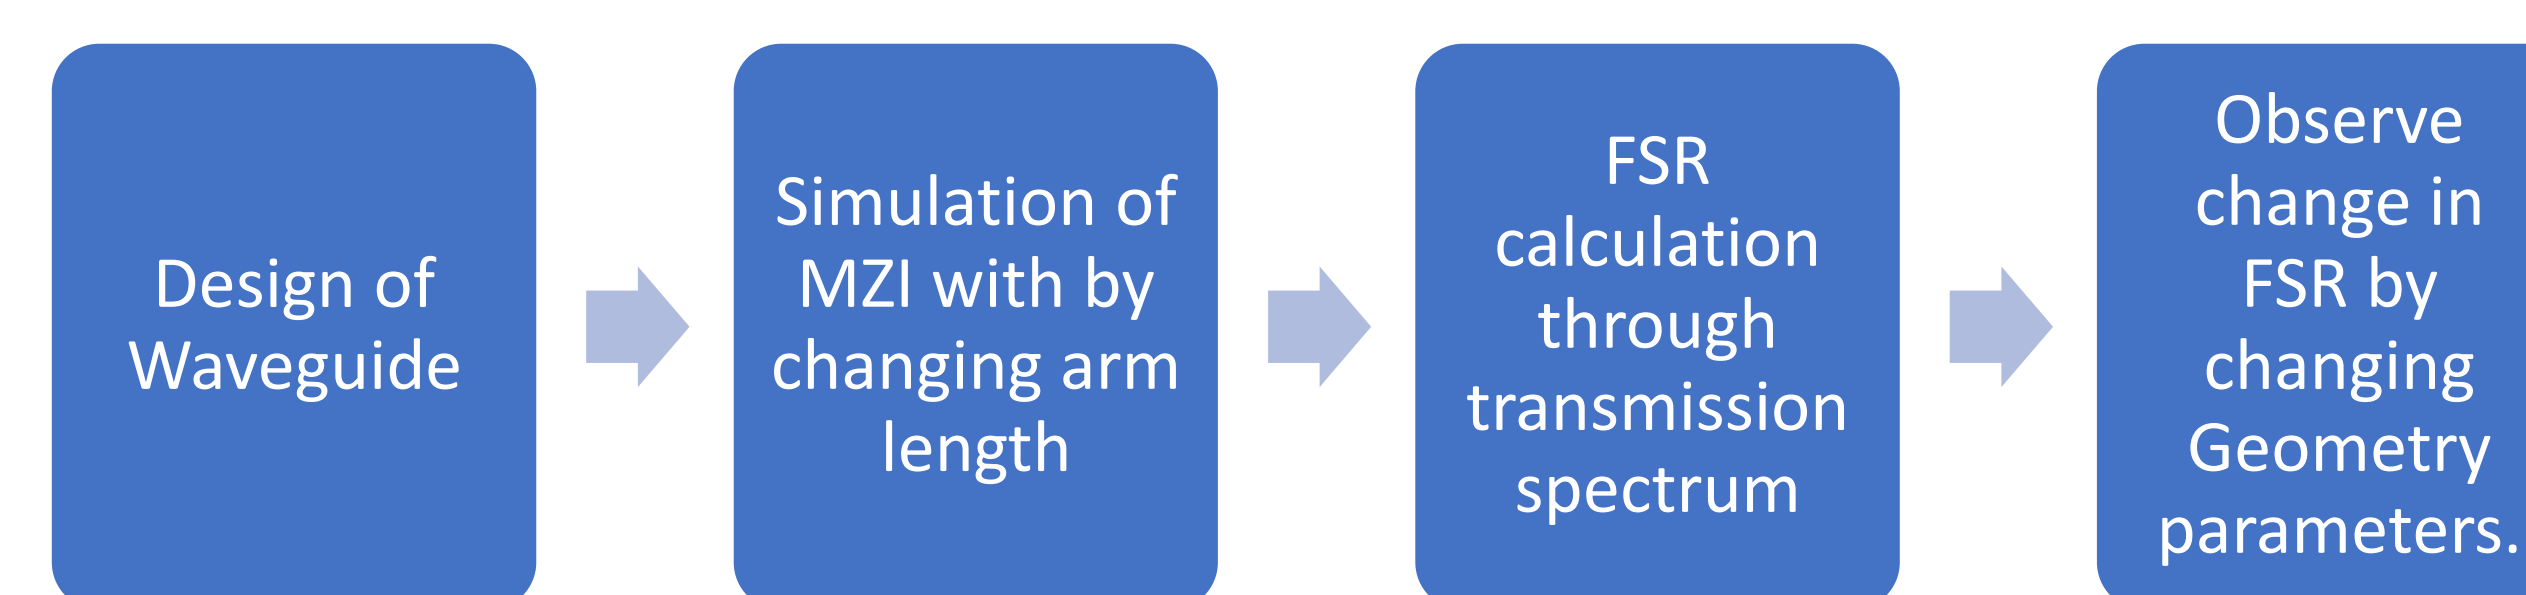 Design of
Waveguide
Simulation of
MZI with by
changing arm
length
FSR
calculation
through
transmission
spectrum
Observe
change in
FSR by
changing
Geometry
parameters.